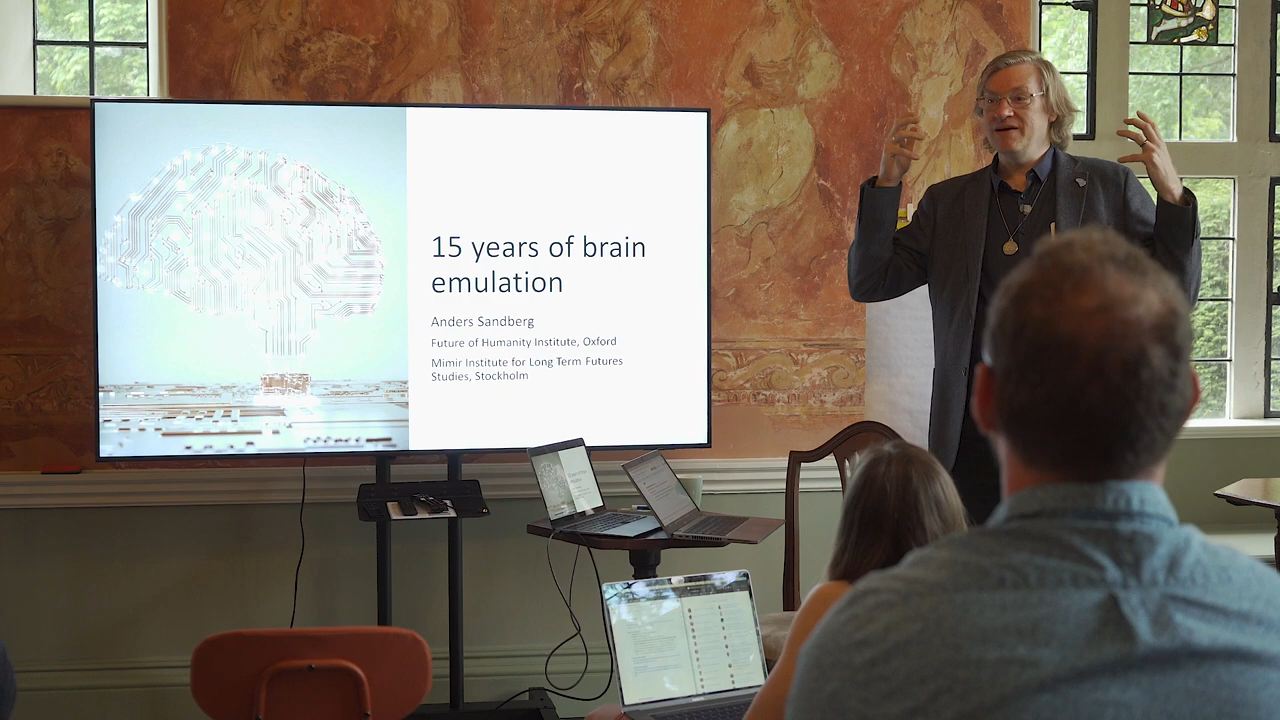 15 years of brain
emulation
Anders Sandberg
Future of Humanity Institute, Oxford
Mimir Institute for Long Term Futures
Studies, Stockholm